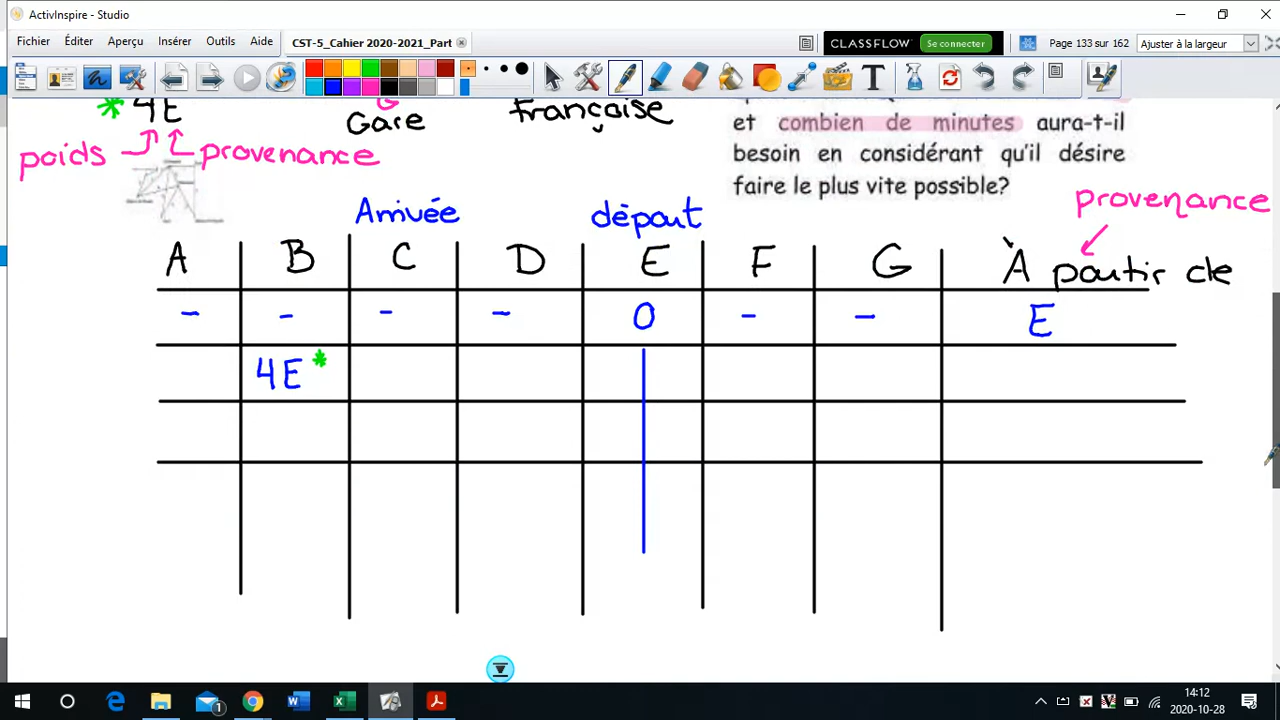 ActivInspire - Studio
Fichier Éditer Aperçu Insérer Outils Aide CST-5_Cahier 2020-2021_Part CLASSFLOW Se connecter Page 133 sur 162 Ajuster à la largeur
* 4E
Gare
Française
poids
provenance
et combien de minutes aura-t-il
besoin en considérant qu'il désire
faire le plus vite possible?
provenance
Arrivée départ
A B C D E F G À partir de
- - - - 0 - - E
4E *
1
14:12
2020-10-28